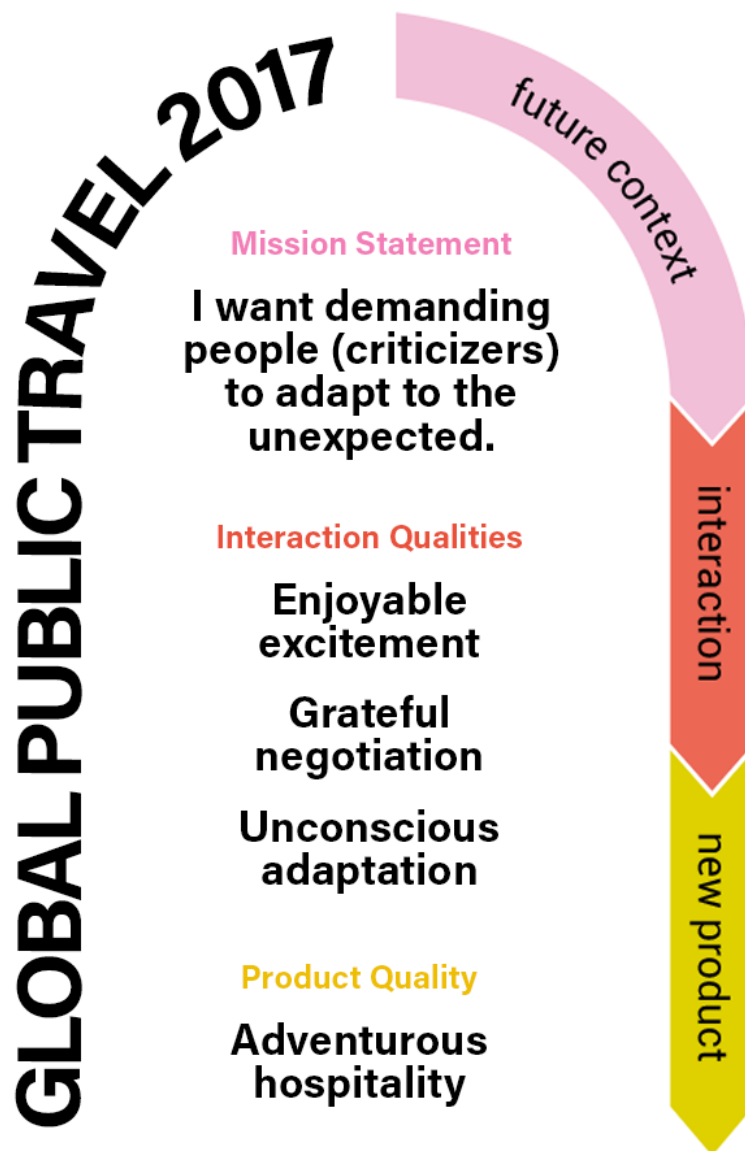 GLOBAL PUBLIC TRAVEL 2017
future context
Mission Statement
I want demanding
people (criticizers)
to adapt to the
unexpected.
interaction
Interaction Qualities
Enjoyable
excitement
Grateful
negotiation
Unconscious
adaptation
new product
Product Quality
Adventurous
hospitality